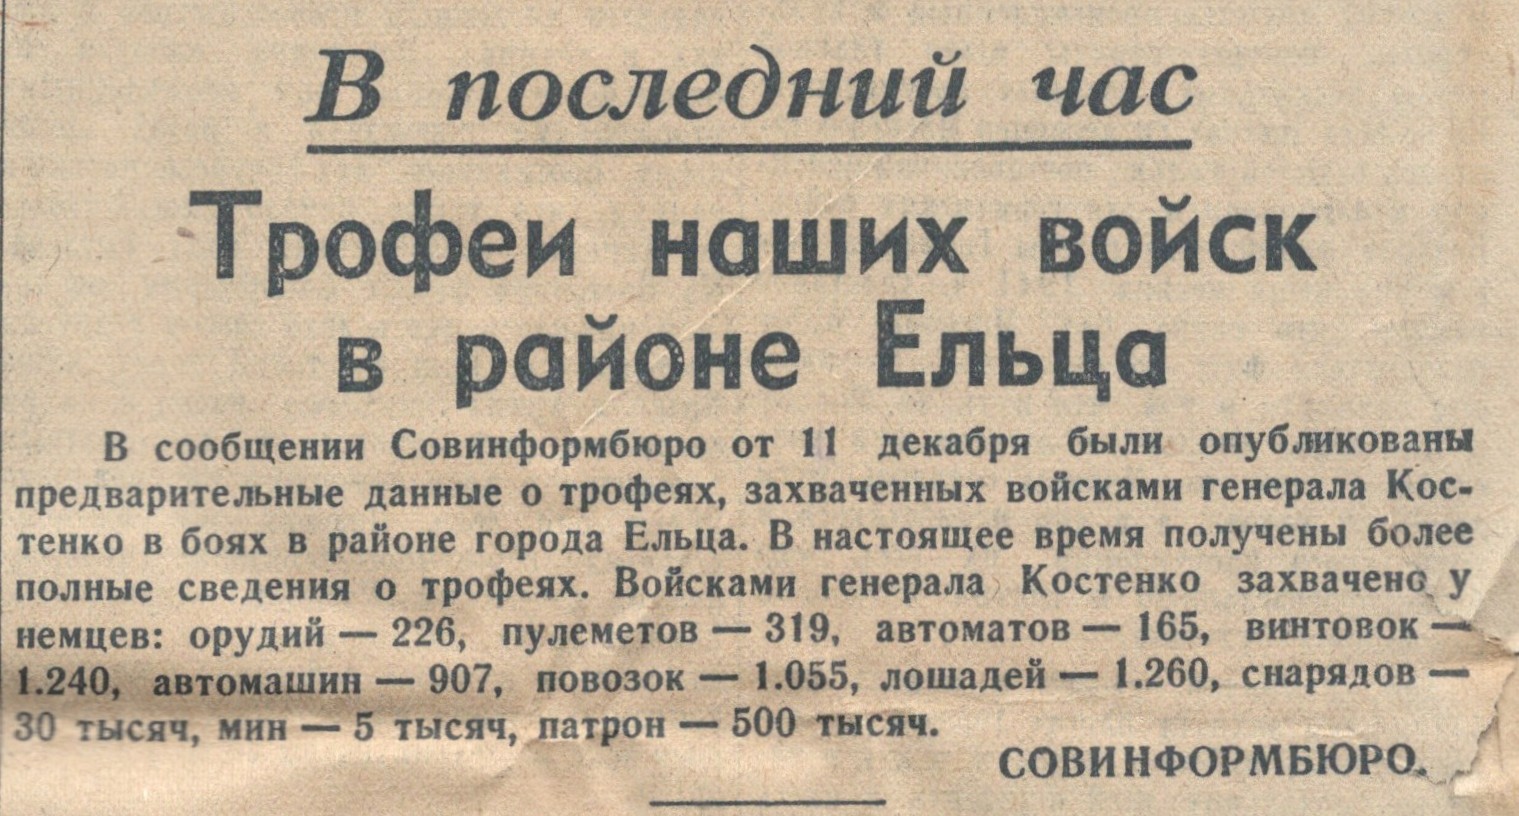 В последний час
Трофеи наших войск
в районе Ельца
В сообщении Совинформбюро от 11 декабря были опубликованы
предварительные данные о трофеях, захваченных войсками генерала Кос-
тенко в боях в районе города Ельца. В настоящее время получены более
полные сведения о трофеях. Войсками генерала Костенко захвачено у
немцев: орудий — 226, пулеметов — 319, автоматов — 165, винтовок —
1.240, автомашин — 907, повозок — 1.055, лошадей — 1.260, снарядов —
30 тысяч, мин — 5 тысяч, патрон — 500 тысяч.
СОВИНФОРМБЮРО.